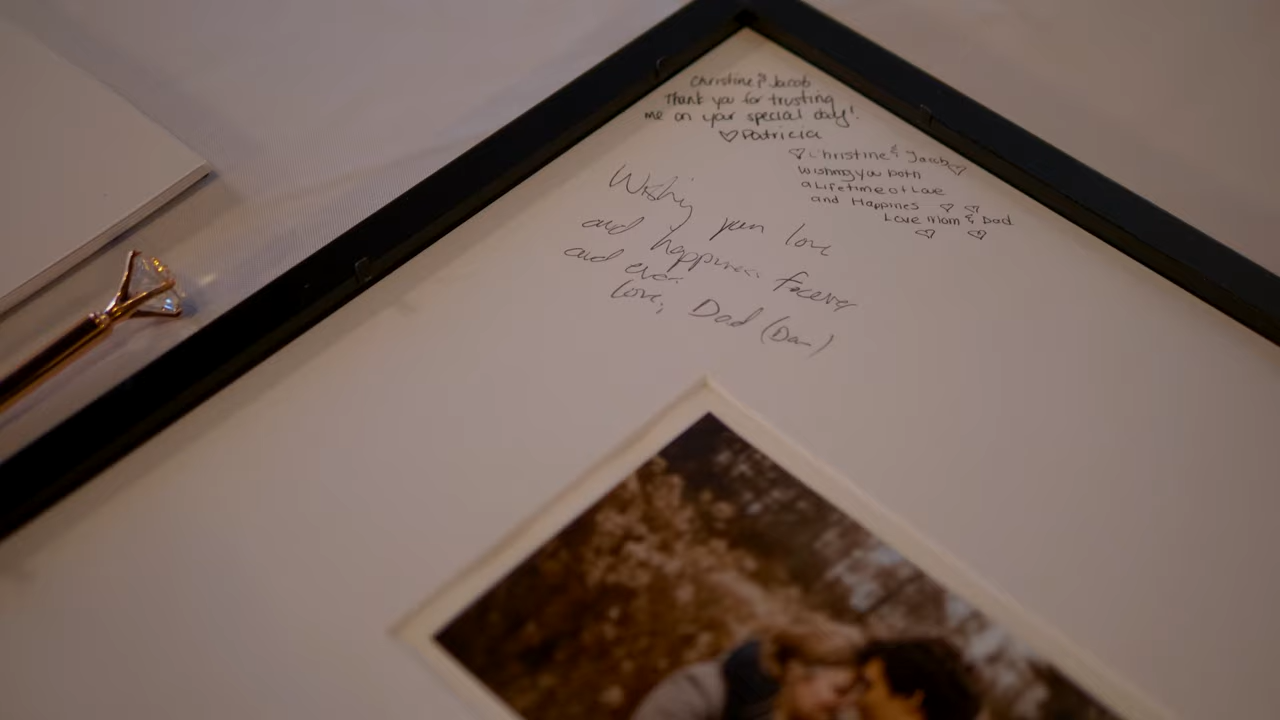 Christine & Jacob
Thank you for trusting
me on your special day!
♡ Patricia
♡ Christine & Jacob ♡
Wishing you both
a Lifetime of Love
and Happines ♡ ♡
Love Mom & Dad
♡ ♡
Wishing you love
and happiness forever
and ever.
Love, Dad (Dan)